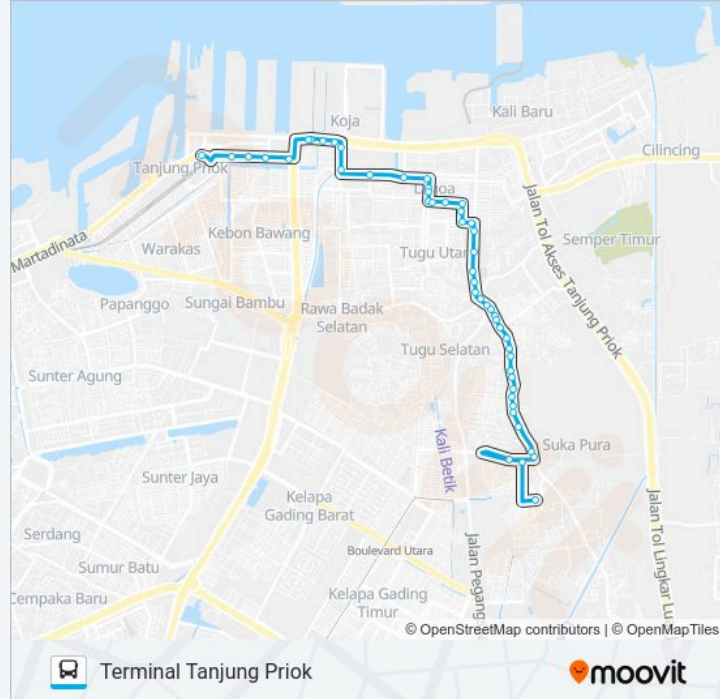 Koja
Kali Baru
Cilincing
Tanjung Priok
Lagoa
Martadinata
Warakas
Kebon Bawang
Tugu Utara
Semper Timur
Jalan Tol Akses Tanjung Priok
Papanggo
Sungai Bambu
Rawa Badak
Selatan
Tugu Selatan
Sunter Agung
Kali Betik
Suka Pura
Sunter Jaya
Kelapa
Gading Barat
Serdang
Boulevard Utara
Sumur Batu
Jalan Pegang
Jalan Tol Lingkar Lu
Kelapa Gading
Timur
Cempaka Baru
© OpenStreetMap contributors | © OpenMapTiles
Terminal Tanjung Priok
moovit